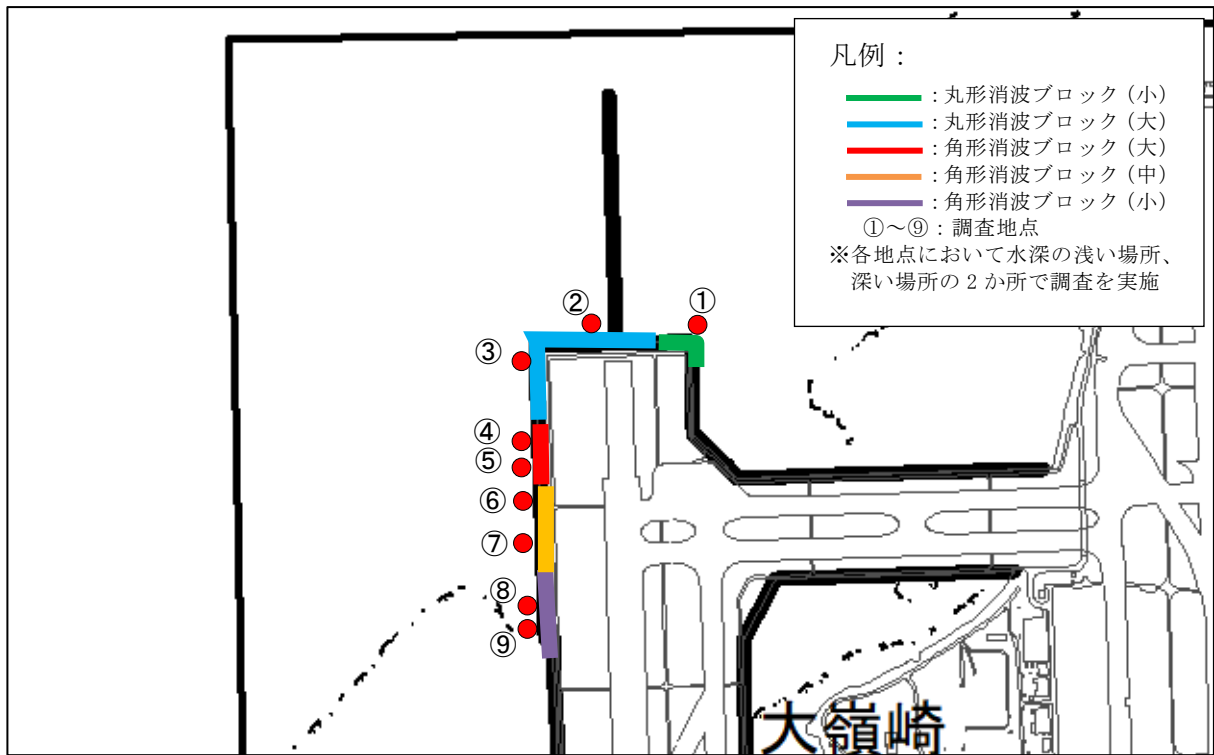 凡例：
：丸形消波ブロック（小）
：丸形消波ブロック（大）
：角形消波ブロック（大）
：角形消波ブロック（中）
：角形消波ブロック（小）
①～⑨：調査地点
※各地点において水深の浅い場所、
深い場所の2か所で調査を実施
①
②
③
④
⑤
⑥
⑦
⑧
⑨
大嶺崎